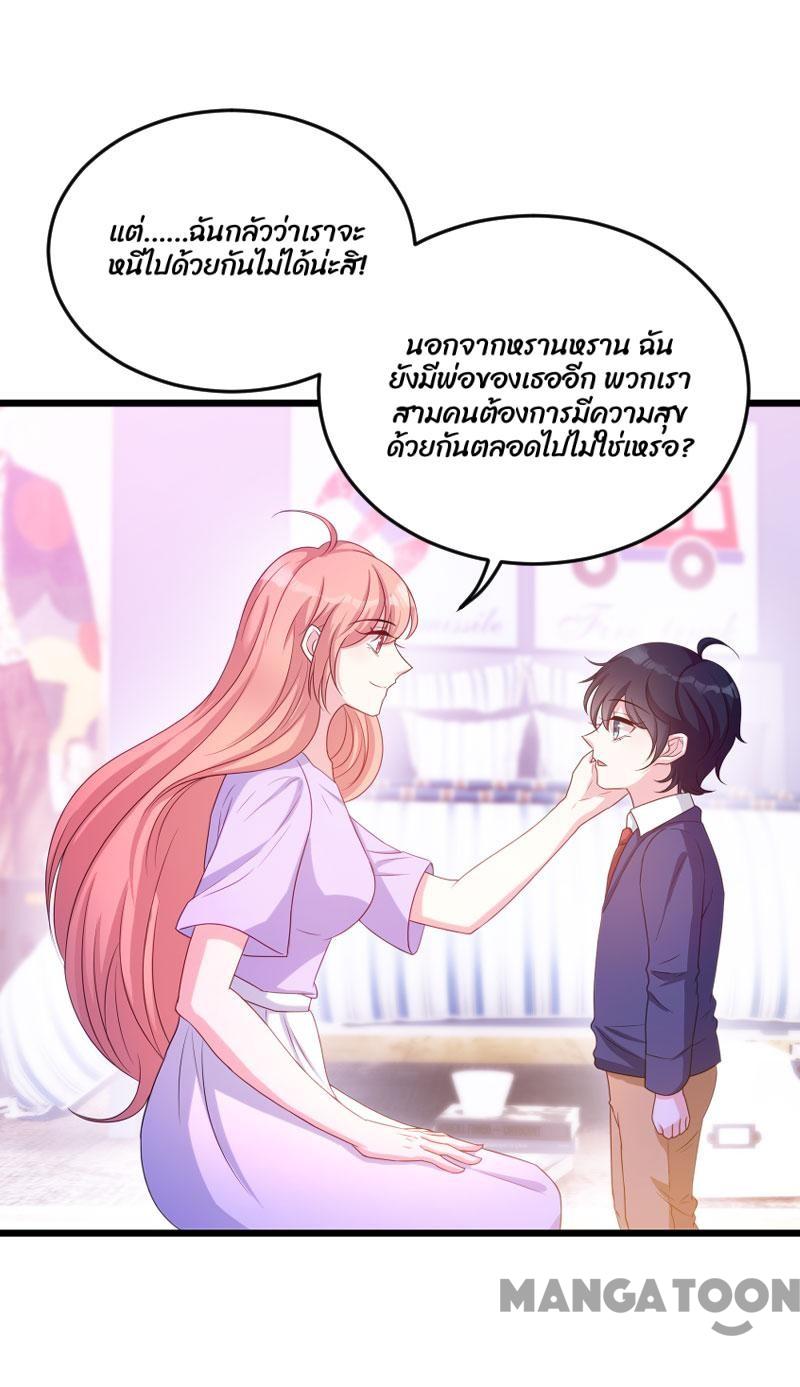 แต่......ฉันกลัวว่าเราจะ
หนีไปด้วยกันไม่ได้น่ะสิ!
นอกจากหรานหราน ฉัน
ยังมีพ่อของเธออีก พวกเรา
สามคนต้องการมีความสุข
ด้วยกันตลอดไปไม่ใช่เหรอ?
MANGATOON